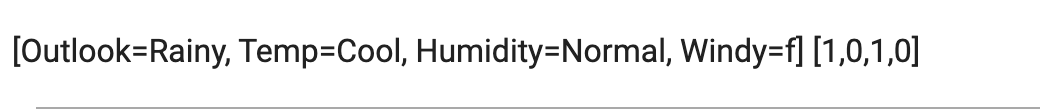 [Outlook=Rainy, Temp=Cool, Humidity=Normal, Windy=f] [1,0,1,0]